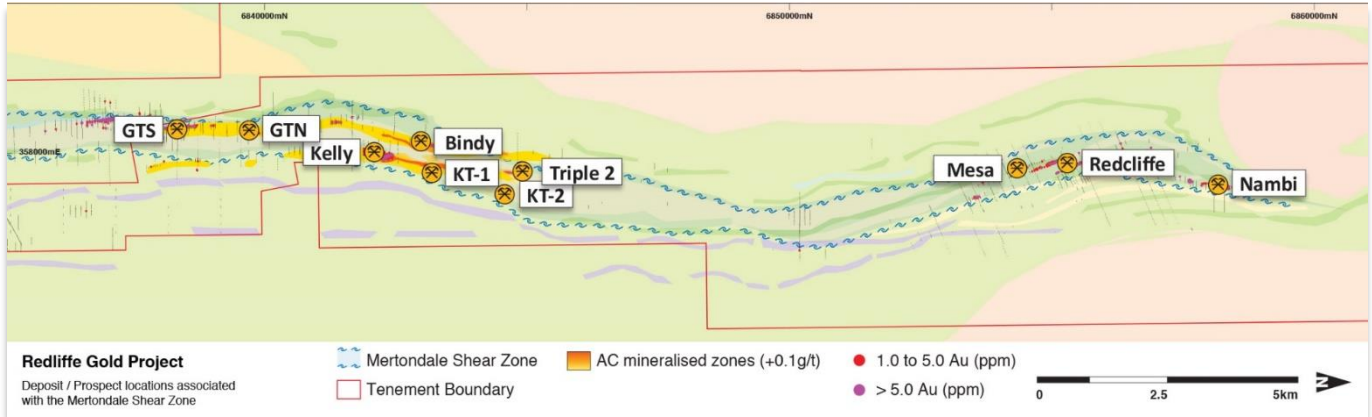 6840000mN
6850000mN
6860000mN
358000mE
GTS
GTN
Kelly
Bindy
KT-1
KT-2
Triple 2
Mesa
Redcliffe
Nambi
Redliffe Gold Project
Deposit / Prospect locations associated
with the Mertondale Shear Zone
Mertondale Shear Zone
Tenement Boundary
AC mineralised zones (+0.1g/t)
1.0 to 5.0 Au (ppm)
> 5.0 Au (ppm)
0
2.5
5km
N